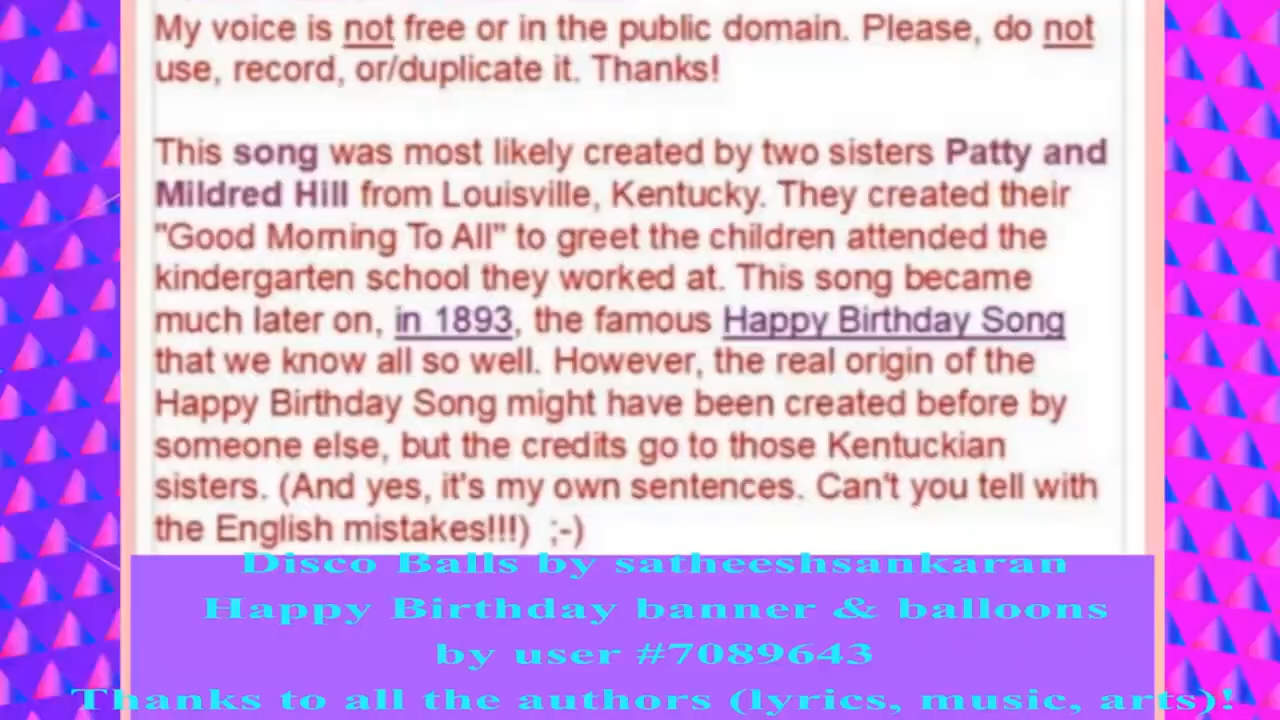 My voice is not free or in the public domain. Please, do not
use, record, or/duplicate it. Thanks!
This song was most likely created by two sisters Patty and
Mildred Hill from Louisville, Kentucky. They created their
"Good Morning To All" to greet the children attended the
kindergarten school they worked at. This song became
much later on, in 1893, the famous Happy Birthday Song
that we know all so well. However, the real origin of the
Happy Birthday Song might have been created before by
someone else, but the credits go to those Kentuckian
sisters. (And yes, it's my own sentences. Can't you tell with
the English mistakes!!!) ;-)
Disco Balls by satheeshsankaran
Happy Birthday banner & balloons
by user #7089643
Thanks to all the authors (lyrics, music, arts)!